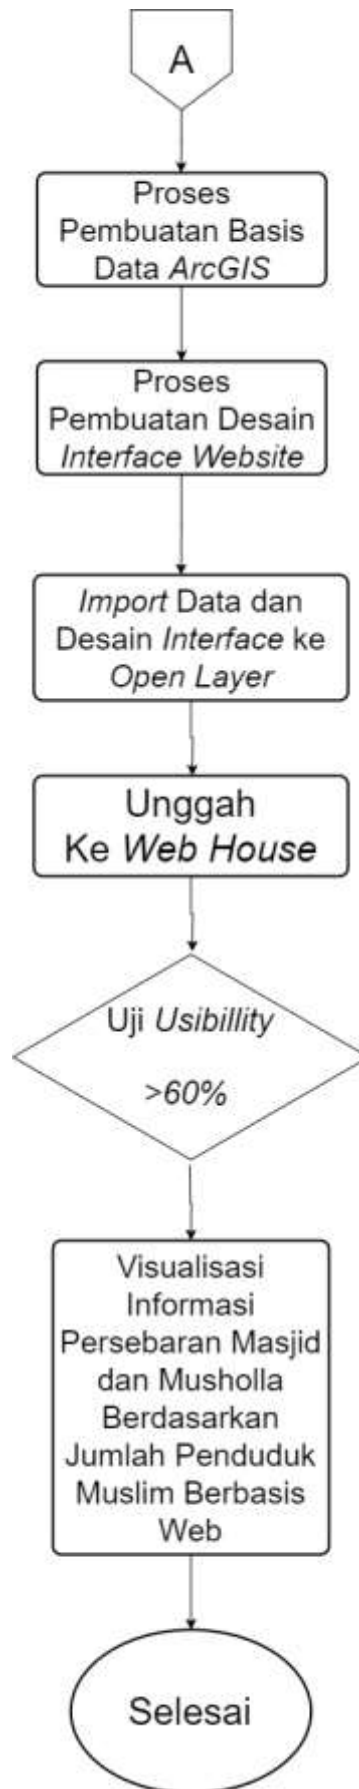 A
Proses
Pembuatan Basis
Data ArcGIS
Proses
Pembuatan Desain
Interface Website
Import Data dan
Desain Interface ke
Open Layer
Unggah
Ke Web House
Uji Usibillity
>60%
Visualisasi
Informasi
Persebaran Masjid
dan Musholla
Berdasarkan
Jumlah Penduduk
Muslim Berbasis
Web
Selesai